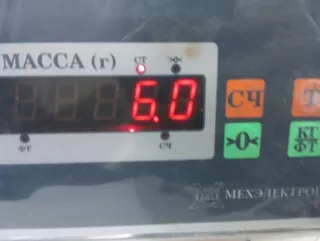 МАССА (г)
СТ
>X<
6.0
ФТ
СЧ
СЧ
Т
>0<
КГ
ФТ
МЕХЭЛЕКТРОН